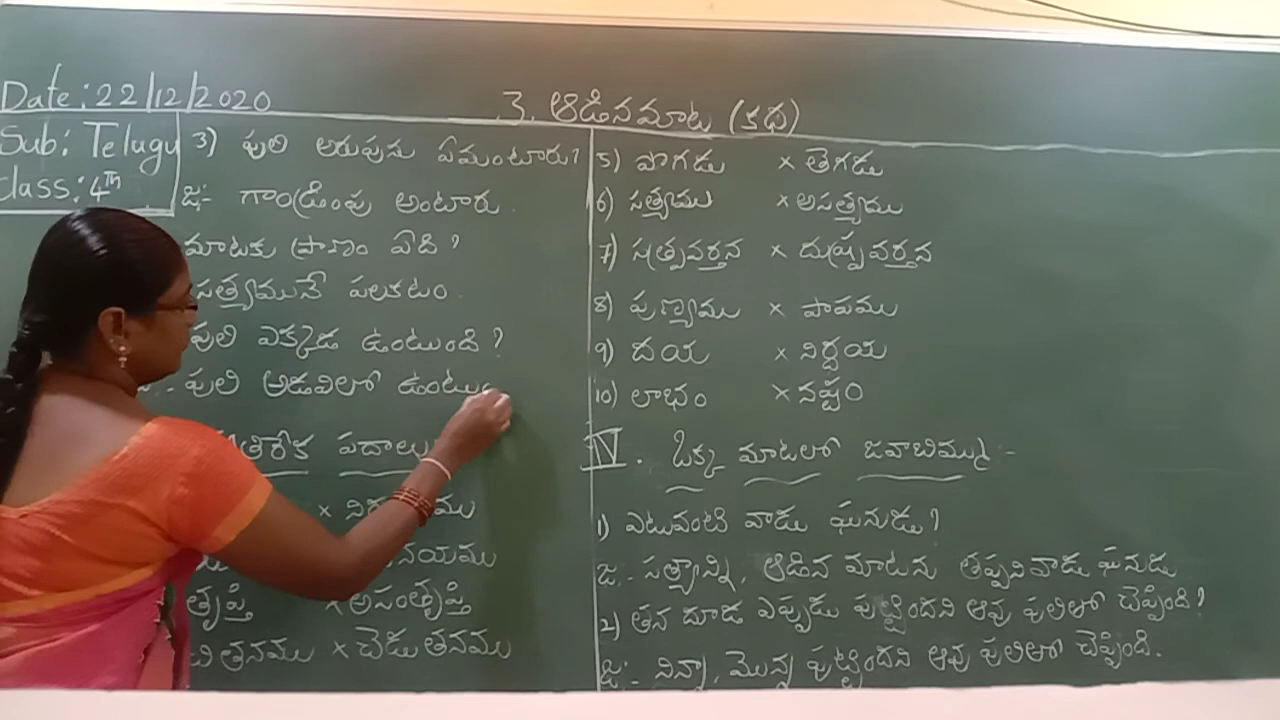 Date: 22/12/2020
3. ఆడినమాట (కథ)
Sub: Telugu
Class: 4th
3) పులి అరుపును ఏమంటారు?
జ:- గాండ్రింపు అంటారు.
మాటకు ప్రాణం ఏది?
సత్యమునే పలకటం.
పులి ఎక్కడ ఉంటుంది?
పులి అడవిలో
పదాలు
×
×
తృప్తి × అసంతృప్తి
తనము × చెడుతనము
5) పొగడు × తెగడు
6) సత్యము × అసత్యము
7) సత్ప్రవర్తన × దుష్ప్రవర్తన
8) పుణ్యము × పాపము
9) దయ × నిర్దయ
10) లాభం × నష్టం
IV. ఒక్క మాటలో జవాబిమ్ము:-
1) ఎటువంటి వాడు ఘనుడు?
జ:- సత్యాన్ని, ఆడిన మాటను తప్పనివాడు ఘనుడు
2) తన దూడ ఎప్పుడు పుట్టిందని ఆవు పులితో చెప్పింది?
జ:- నిన్నా, మొన్న పుట్టిందని ఆవు పులితో చెప్పింది.